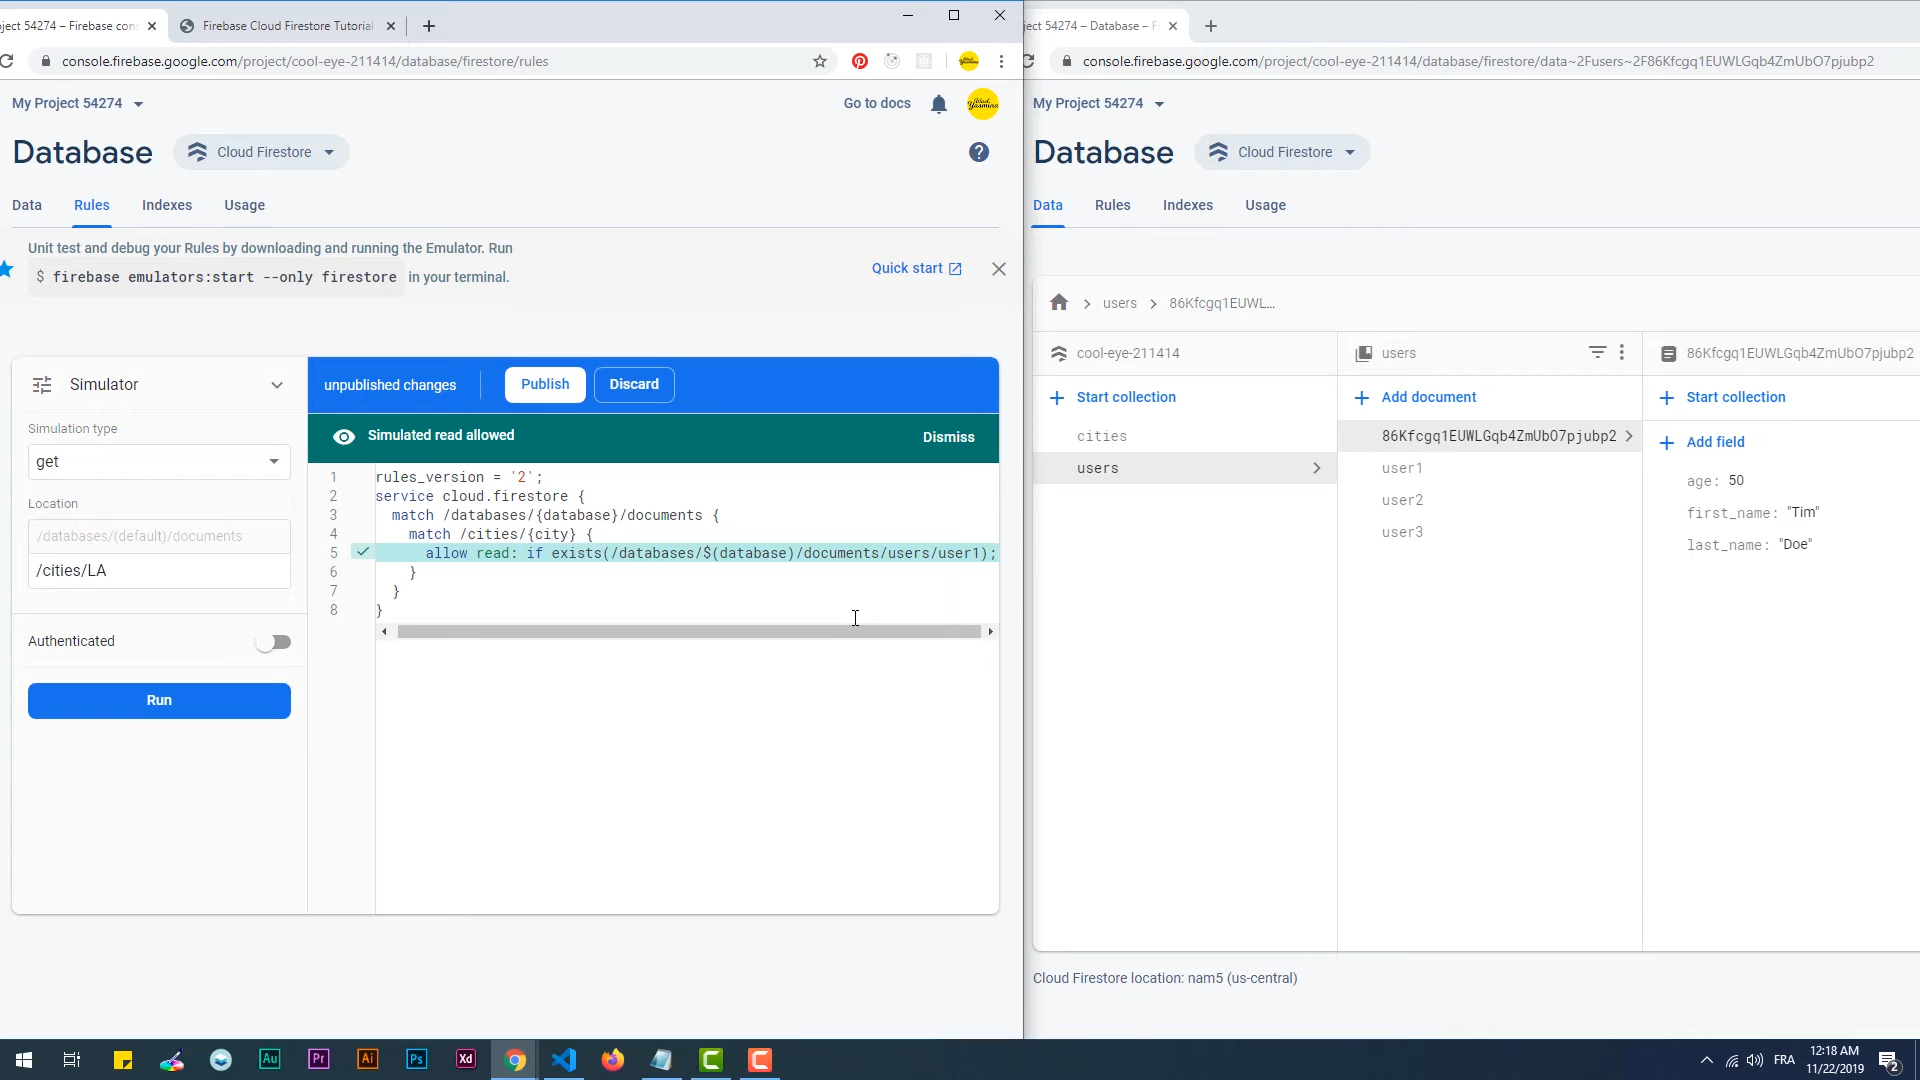 ject 54274 – Firebase con
Firebase Cloud Firestore Tutorial
console.firebase.google.com/project/cool-eye-211414/database/firestore/rules
My Project 54274
Go to docs
Database
Cloud Firestore
Data
Rules
Indexes
Usage
Unit test and debug your Rules by downloading and running the Emulator. Run
$ firebase emulators:start --only firestore in your terminal.
Quick start
Simulator
Simulation type
get
Location
/databases/(default)/documents
/cities/LA
Authenticated
Run
unpublished changes
Publish
Discard
Simulated read allowed
Dismiss
1 rules_version = '2';
2 service cloud.firestore {
3 match /databases/{database}/documents {
4 match /cities/{city} {
5 allow read: if exists(/databases/$(database)/documents/users/user1);
6 }
7 }
8 }
ject 54274 – Database – F
console.firebase.google.com/project/cool-eye-211414/database/firestore/data~2Fusers~2F86Kfcgq1EUWLGqb4ZmUbO7pjubp2
My Project 54274
Database
Cloud Firestore
Data
Rules
Indexes
Usage
users
86Kfcgq1EUWL...
cool-eye-211414
Start collection
cities
users
users
Add document
86Kfcgq1EUWLGqb4ZmUbO7pjubp2
user1
user2
user3
86Kfcgq1EUWLGqb4ZmUbO7pjubp2
Start collection
Add field
age: 50
first_name: "Tim"
last_name: "Doe"
Cloud Firestore location: nam5 (us-central)
Au
Pr
Ai
Ps
Xd
FRA
12:18 AM
11/22/2019
2